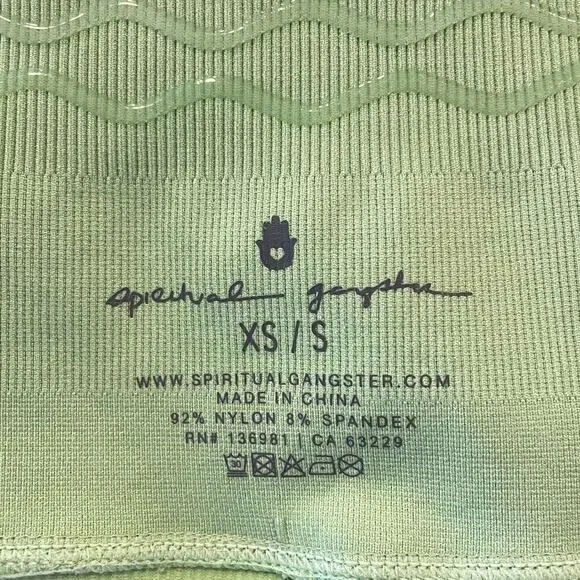 spiritual gangster
XS / S
WWW.SPIRITUALGANGSTER.COM
MADE IN CHINA
92% NYLON 8% SPANDEX
RN# 136981 | CA 63229
30